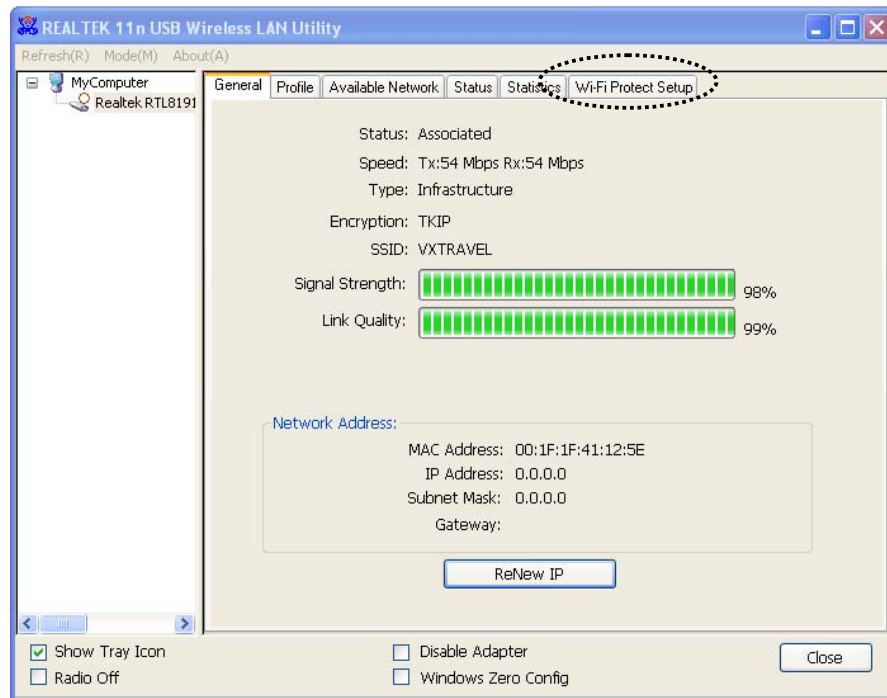 REALTEK 11n USB Wireless LAN Utility
Refresh(R) Mode(M) About(A)
MyComputer
Realtek RTL8191
General Profile Available Network Status Statistics Wi-Fi Protect Setup
Status: Associated
Speed: Tx:54 Mbps Rx:54 Mbps
Type: Infrastructure
Encryption: TKIP
SSID: VXTRAVEL
Signal Strength: 98%
Link Quality: 99%
Network Address:
MAC Address: 00:1F:1F:41:12:5E
IP Address: 0.0.0.0
Subnet Mask: 0.0.0.0
Gateway:
ReNew IP
Show Tray Icon Disable Adapter Close
Radio Off Windows Zero Config